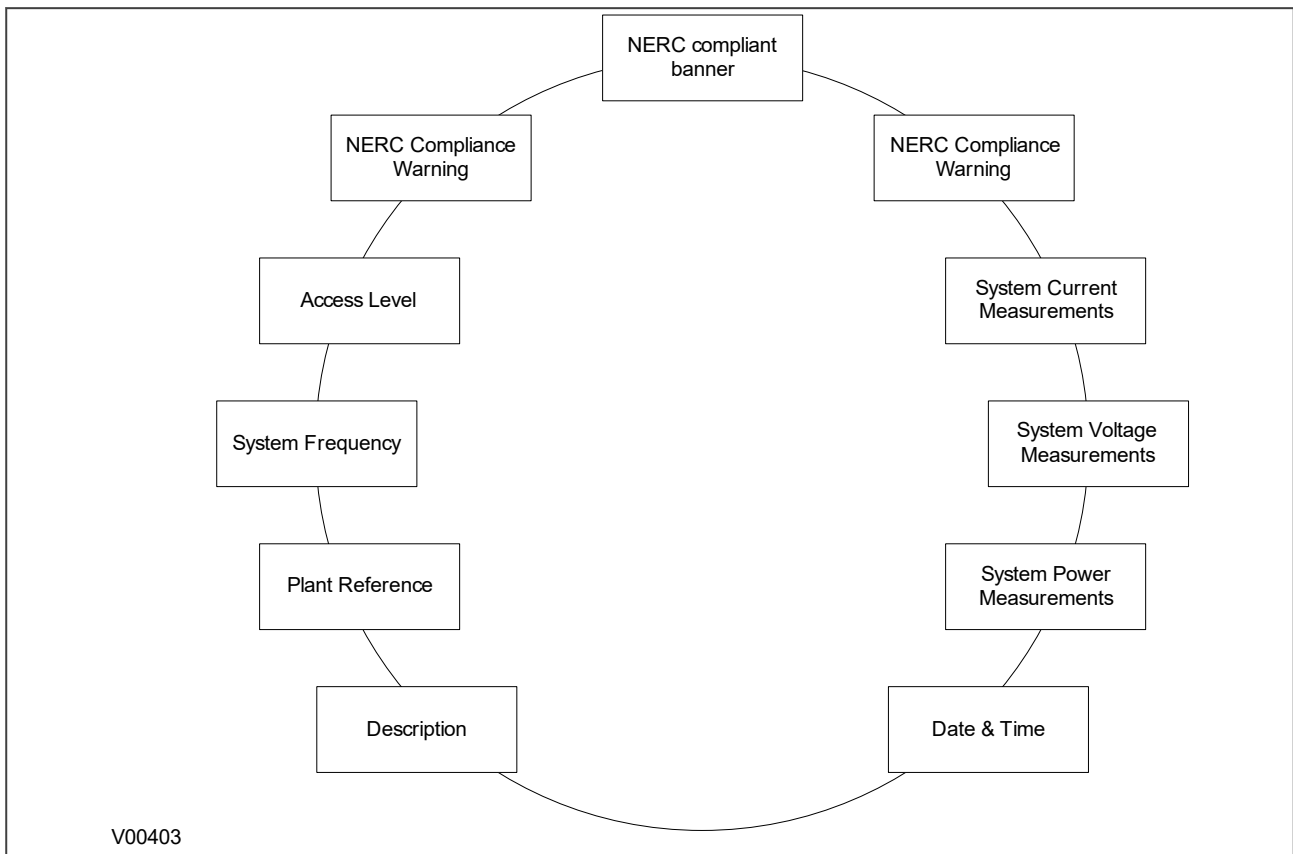 NERC compliant
banner
NERC Compliance
Warning
NERC Compliance
Warning
Access Level
System Current
Measurements
System Frequency
System Voltage
Measurements
Plant Reference
System Power
Measurements
Description
Date & Time
V00403